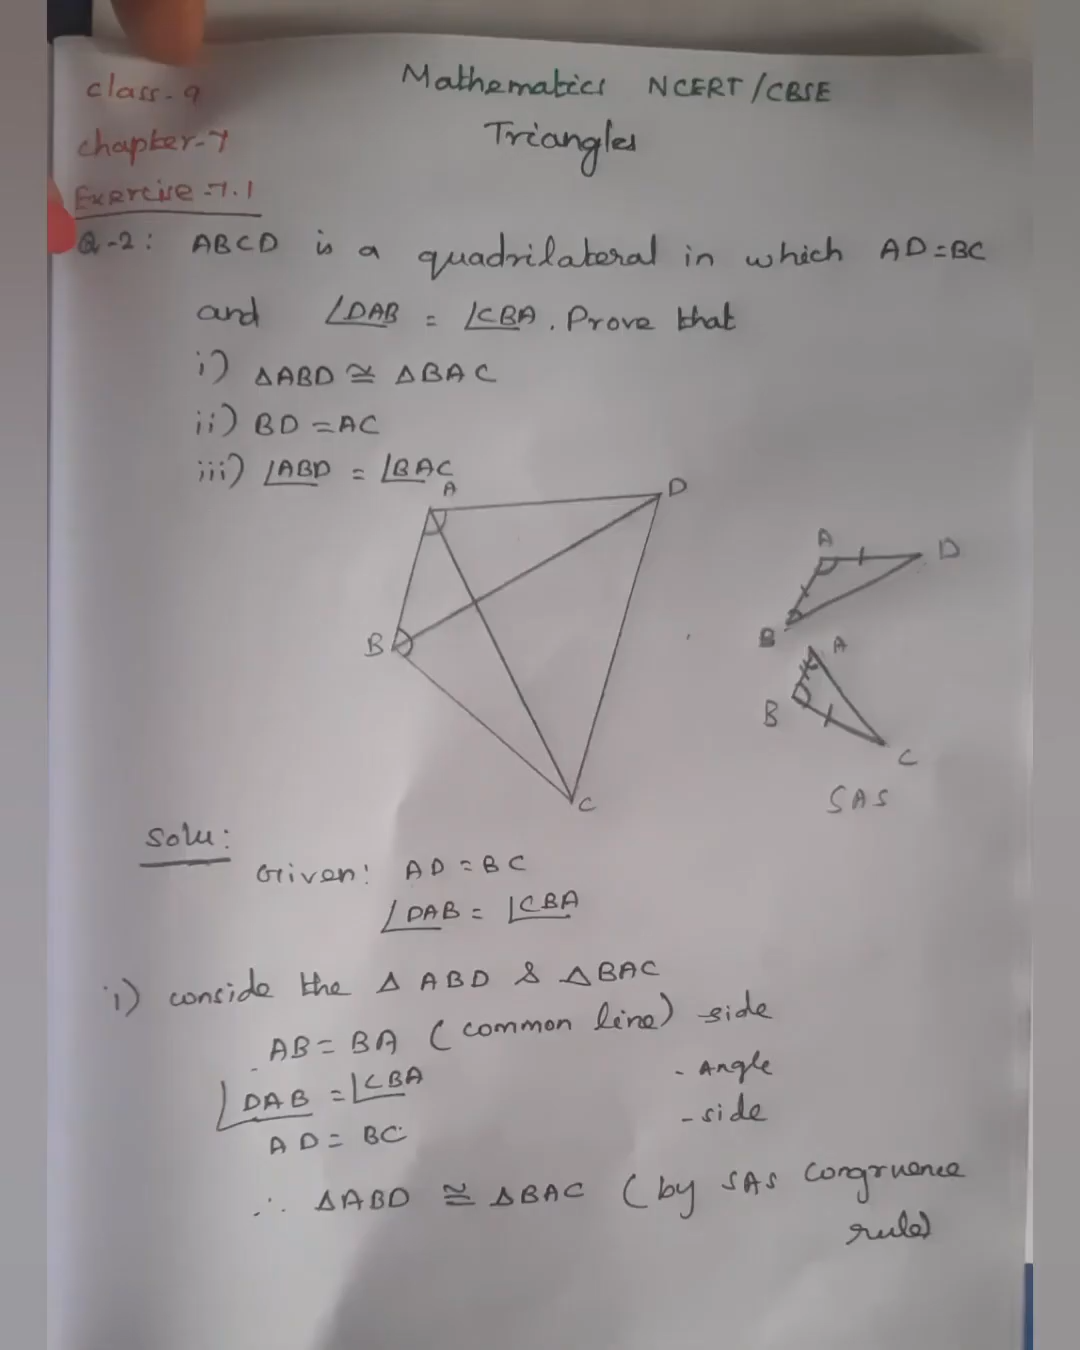 class-9
Mathematics NCERT/CBSE
chapter-7
Triangles
Exercise-7.1
Q-2: ABCD is a quadrilateral in which AD=BC
and ∠DAB = ∠CBA. Prove that
i) ΔABD ≅ ΔBAC
ii) BD=AC
iii) ∠ABD = ∠BAC
A
D
B
C
A
D
B
A
B
C
SAS
Solu:
Given: AD=BC
∠DAB = ∠CBA
i) conside the Δ ABD & ΔBAC
AB=BA (common line) side
∠DAB = ∠CBA - Angle
AD=BC - side
∴ ΔABD ≅ ΔBAC (by SAS congruence
rule)